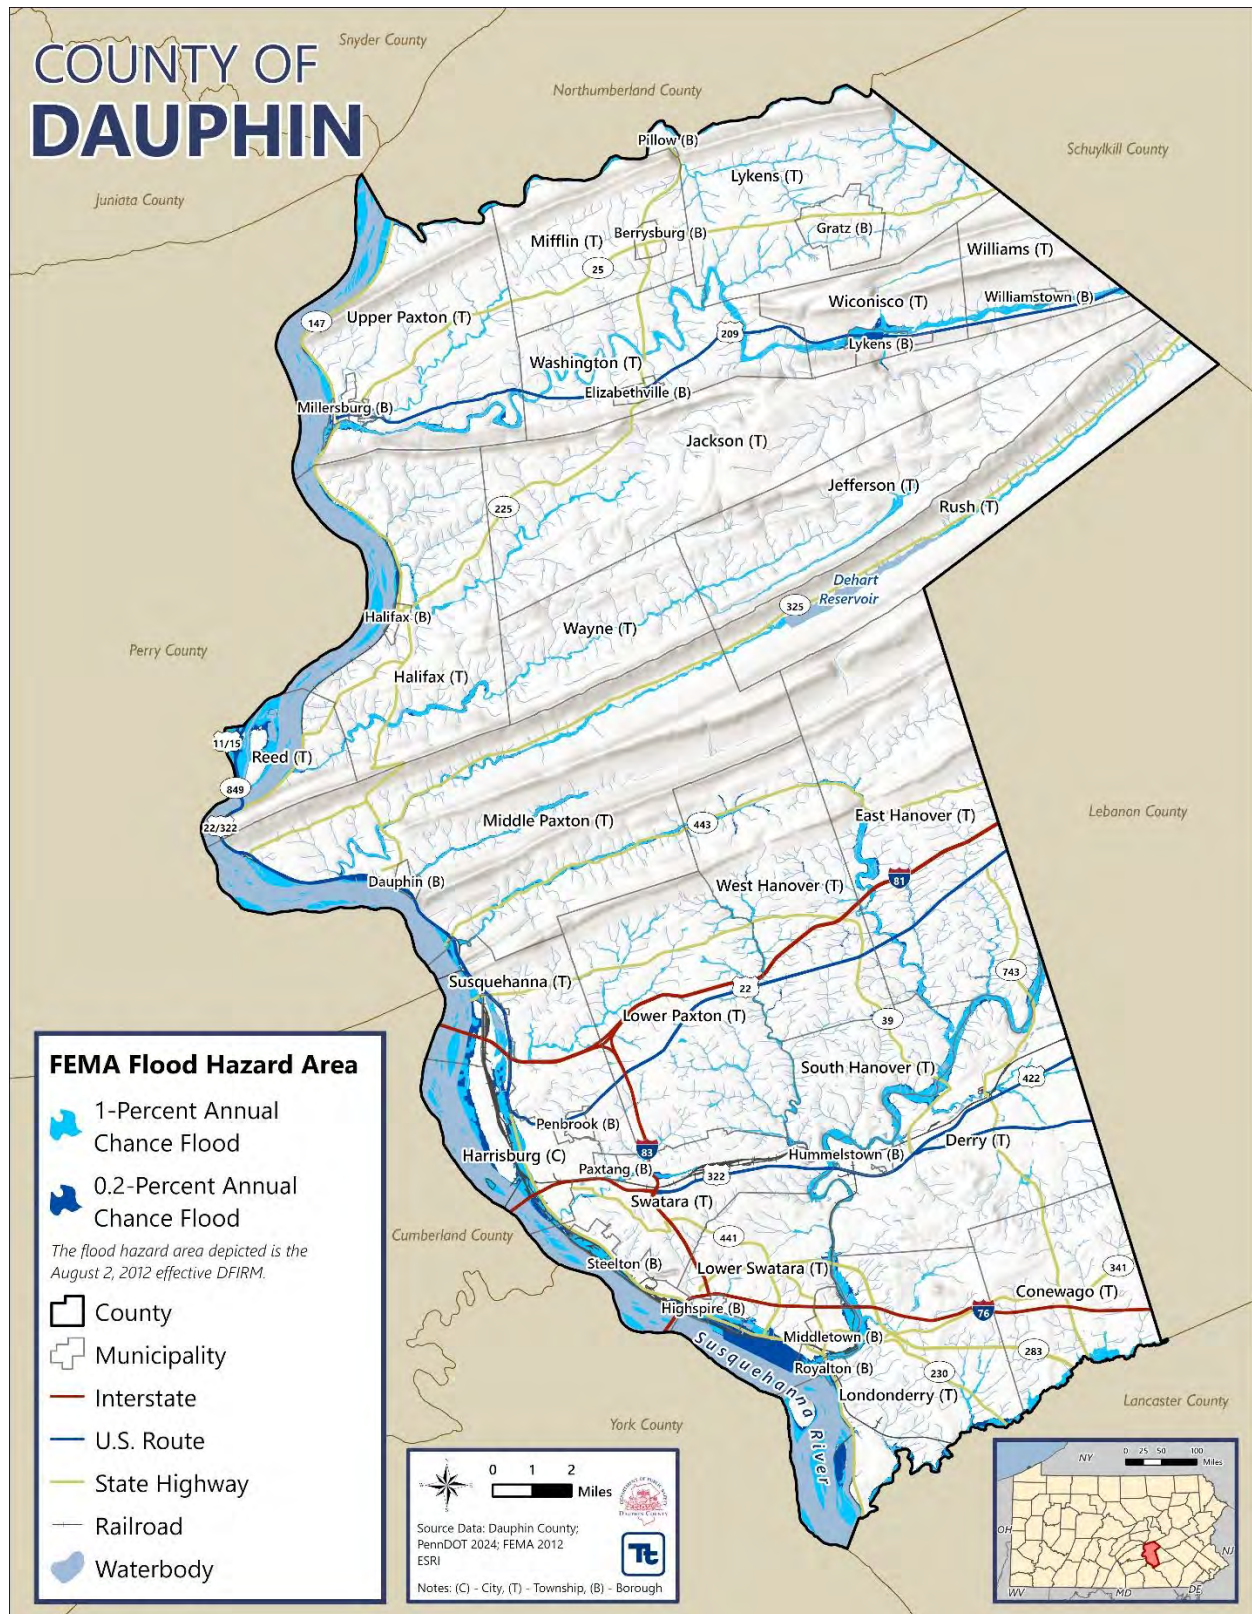 COUNTY OF
DAUPHIN
Snyder County
Northumberland County
Schuylkill County
Juniata County
Pillow (B)
Lykens (T)
Mifflin (T)
Berrysburg (B)
Gratz (B)
Williams (T)
25
Wiconisco (T)
Williamstown (B)
147
Upper Paxton (T)
209
Lykens (B)
Washington (T)
Elizabethville (B)
Millersburg (B)
Jackson (T)
Jefferson (T)
225
Rush (T)
Dehart
Reservoir
325
Halifax (B)
Wayne (T)
Perry County
Halifax (T)
11/15
Reed (T)
849
22/322
Middle Paxton (T)
443
East Hanover (T)
Lebanon County
Dauphin (B)
West Hanover (T)
81
743
Susquehanna (T)
22
Lower Paxton (T)
39
South Hanover (T)
422
Penbrook (B)
Derry (T)
83
Harrisburg (C)
Hummelstown (B)
Paxtang (B)
322
Swatara (T)
Cumberland County
441
Steelton (B)
Lower Swatara (T)
341
Conewago (T)
Highspire (B)
76
Middletown (B)
283
Royalton (B)
230
Londonderry (T)
Susquehanna River
York County
Lancaster County
FEMA Flood Hazard Area
1-Percent Annual
Chance Flood
0.2-Percent Annual
Chance Flood
The flood hazard area depicted is the
August 2, 2012 effective DFIRM.
County
Municipality
Interstate
U.S. Route
State Highway
Railroad
Waterbody
0 1 2
Miles
Source Data: Dauphin County;
PennDOT 2024; FEMA 2012
ESRI
DAUPHIN COUNTY
Tt
Notes: (C) - City, (T) - Township, (B) - Borough
0 25 50 100
Miles
NY
OH
NJ
WV
MD
DE